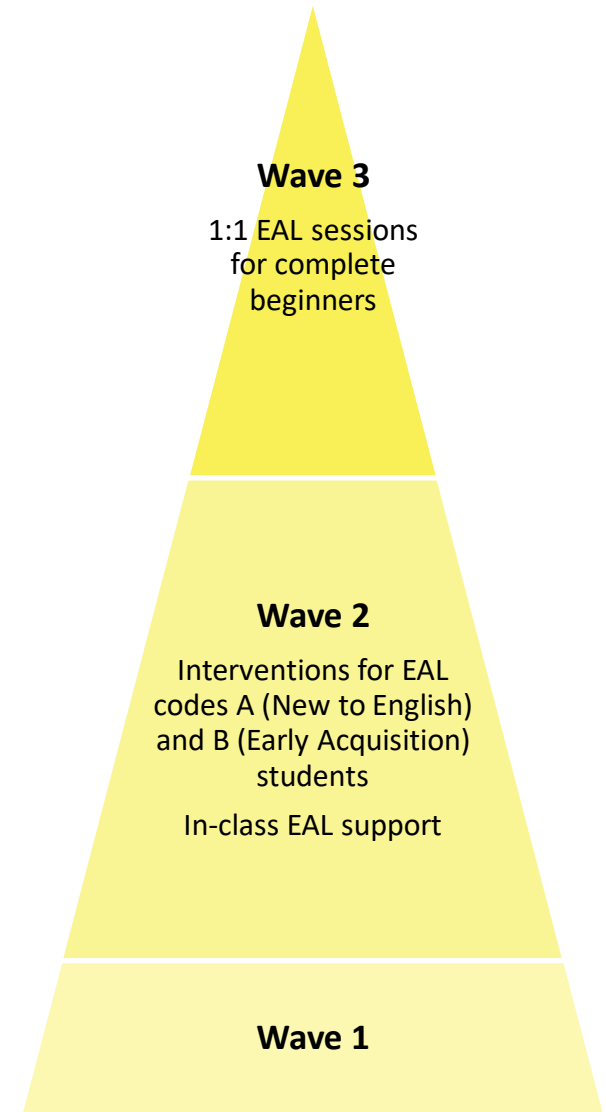 Wave 3
1:1 EAL sessions
for complete
beginners
Wave 2
Interventions for EAL
codes A (New to English)
and B (Early Acquisition)
students
In-class EAL support
Wave 1